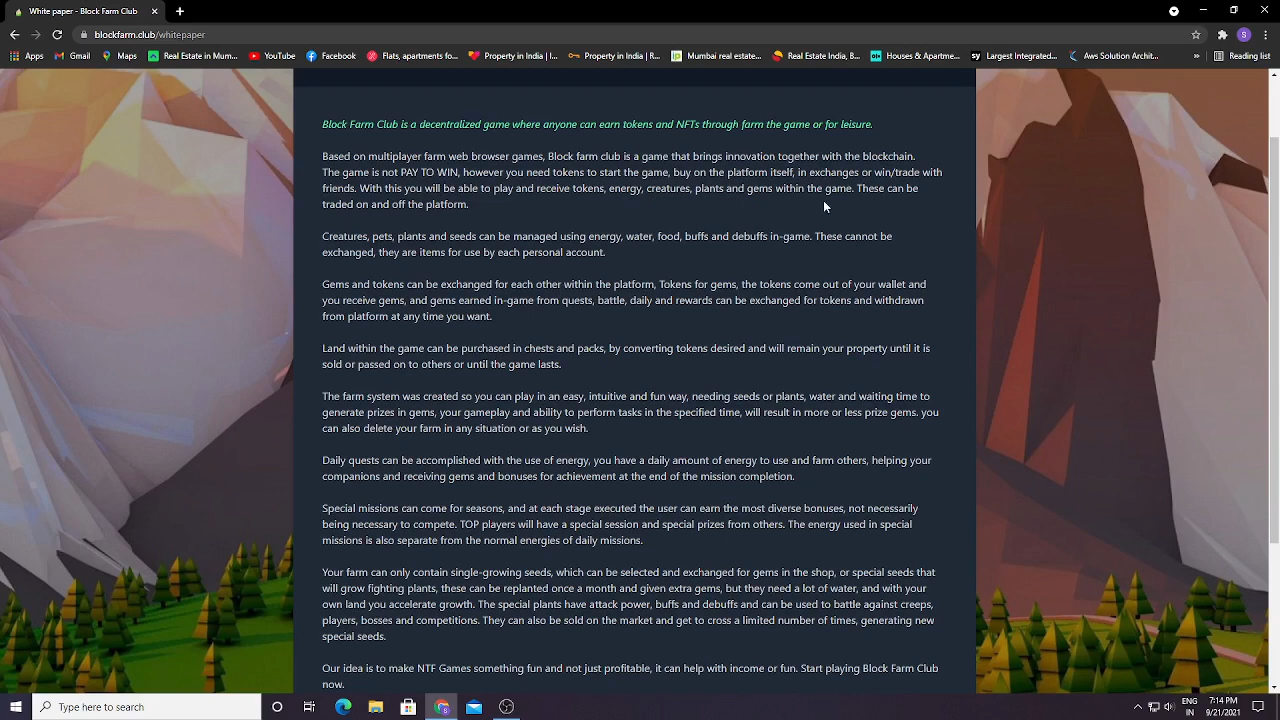 White paper - Block Farm Club
blockfarm.club/whitepaper
Apps
Gmail
Maps
Real Estate in Mum...
YouTube
Facebook
Flats, apartments fo...
Property in India | ...
Property in India | R...
Mumbai real estate...
Real Estate India,...
Houses & Apartme...
Largest Integrated...
Aws Solution Archi...
»
Reading list
Block Farm Club is a decentralized game where anyone can earn tokens and NFTs through farm the game or for leisure.
Based on multiplayer farm web browser games, Block farm club is a game that brings innovation together with the blockchain.
The game is not PAY TO WIN, however you need tokens to start the game, buy on the platform itself, in exchanges or win/trade with
friends. With this you will be able to play and receive tokens, energy, creatures, plants and gems within the game. These can be
traded on and off the platform.
Creatures, pets, plants and seeds can be managed using energy, water, food, buffs and debuffs in-game. These cannot be
exchanged, they are items for use by each personal account.
Gems and tokens can be exchanged for each other within the platform, Tokens for gems, the tokens come out of your wallet and
you receive gems, and gems earned in-game from quests, battle, daily and rewards can be exchanged for tokens and withdrawn
from platform at any time you want.
Land within the game can be purchased in chests and packs, by converting tokens desired and will remain your property until it is
sold or passed on to others or until the game lasts.
The farm system was created so you can play in an easy, intuitive and fun way, needing seeds or plants, water and waiting time to
generate prizes in gems, your gameplay and ability to perform tasks in the specified time, will result in more or less prize gems. you
can also delete your farm in any situation or as you wish.
Daily quests can be accomplished with the use of energy, you have a daily amount of energy to use and farm others, helping your
companions and receiving gems and bonuses for achievement at the end of the mission completion.
Special missions can come for seasons, and at each stage executed the user can earn the most diverse bonuses, not necessarily
being necessary to compete. TOP players will have a special session and special prizes from others. The energy used in special
missions is also separate from the normal energies of daily missions.
Your farm can only contain single-growing seeds, which can be selected and exchanged for gems in the shop, or special seeds that
will grow fighting plants, these can be replanted once a month and given extra gems, but they need a lot of water, and with your
own land you accelerate growth. The special plants have attack power, buffs and debuffs and can be used to battle against creeps,
players, bosses and competitions. They can also be sold on the market and get to cross a limited number of times, generating new
special seeds.
Our idea is to make NTF Games something fun and not just profitable, it can help with income or fun. Start playing Block Farm Club
now.
Type here to search
ENG
IN
7:14 PM
9/21/2021